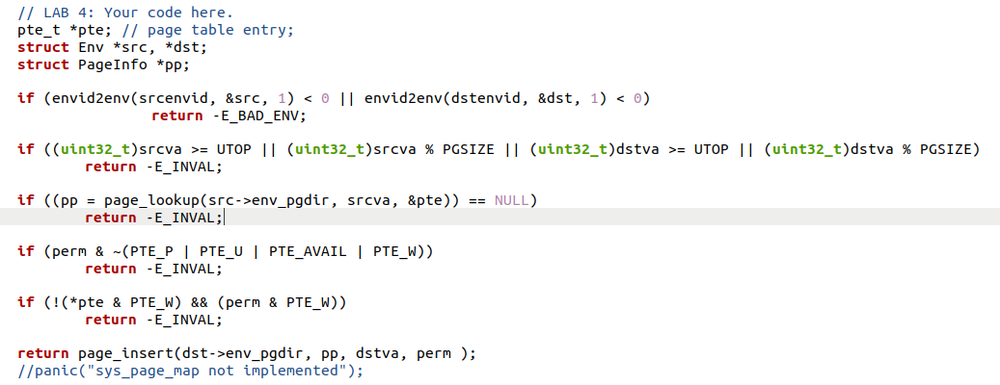 // LAB 4: Your code here.
pte_t *pte; // page table entry;
struct Env *src, *dst;
struct PageInfo *pp;
if (envid2env(srcenvid, &src, 1) < 0 || envid2env(dstenvid, &dst, 1) < 0)
return -E_BAD_ENV;
if ((uint32_t)srcva >= UTOP || (uint32_t)srcva % PGSIZE || (uint32_t)dstva >= UTOP || (uint32_t)dstva % PGSIZE)
return -E_INVAL;
if ((pp = page_lookup(src->env_pgdir, srcva, &pte)) == NULL)
return -E_INVAL;
if (perm & ~(PTE_P | PTE_U | PTE_AVAIL | PTE_W))
return -E_INVAL;
if (!(*pte & PTE_W) && (perm & PTE_W))
return -E_INVAL;
return page_insert(dst->env_pgdir, pp, dstva, perm );
//panic("sys_page_map not implemented");